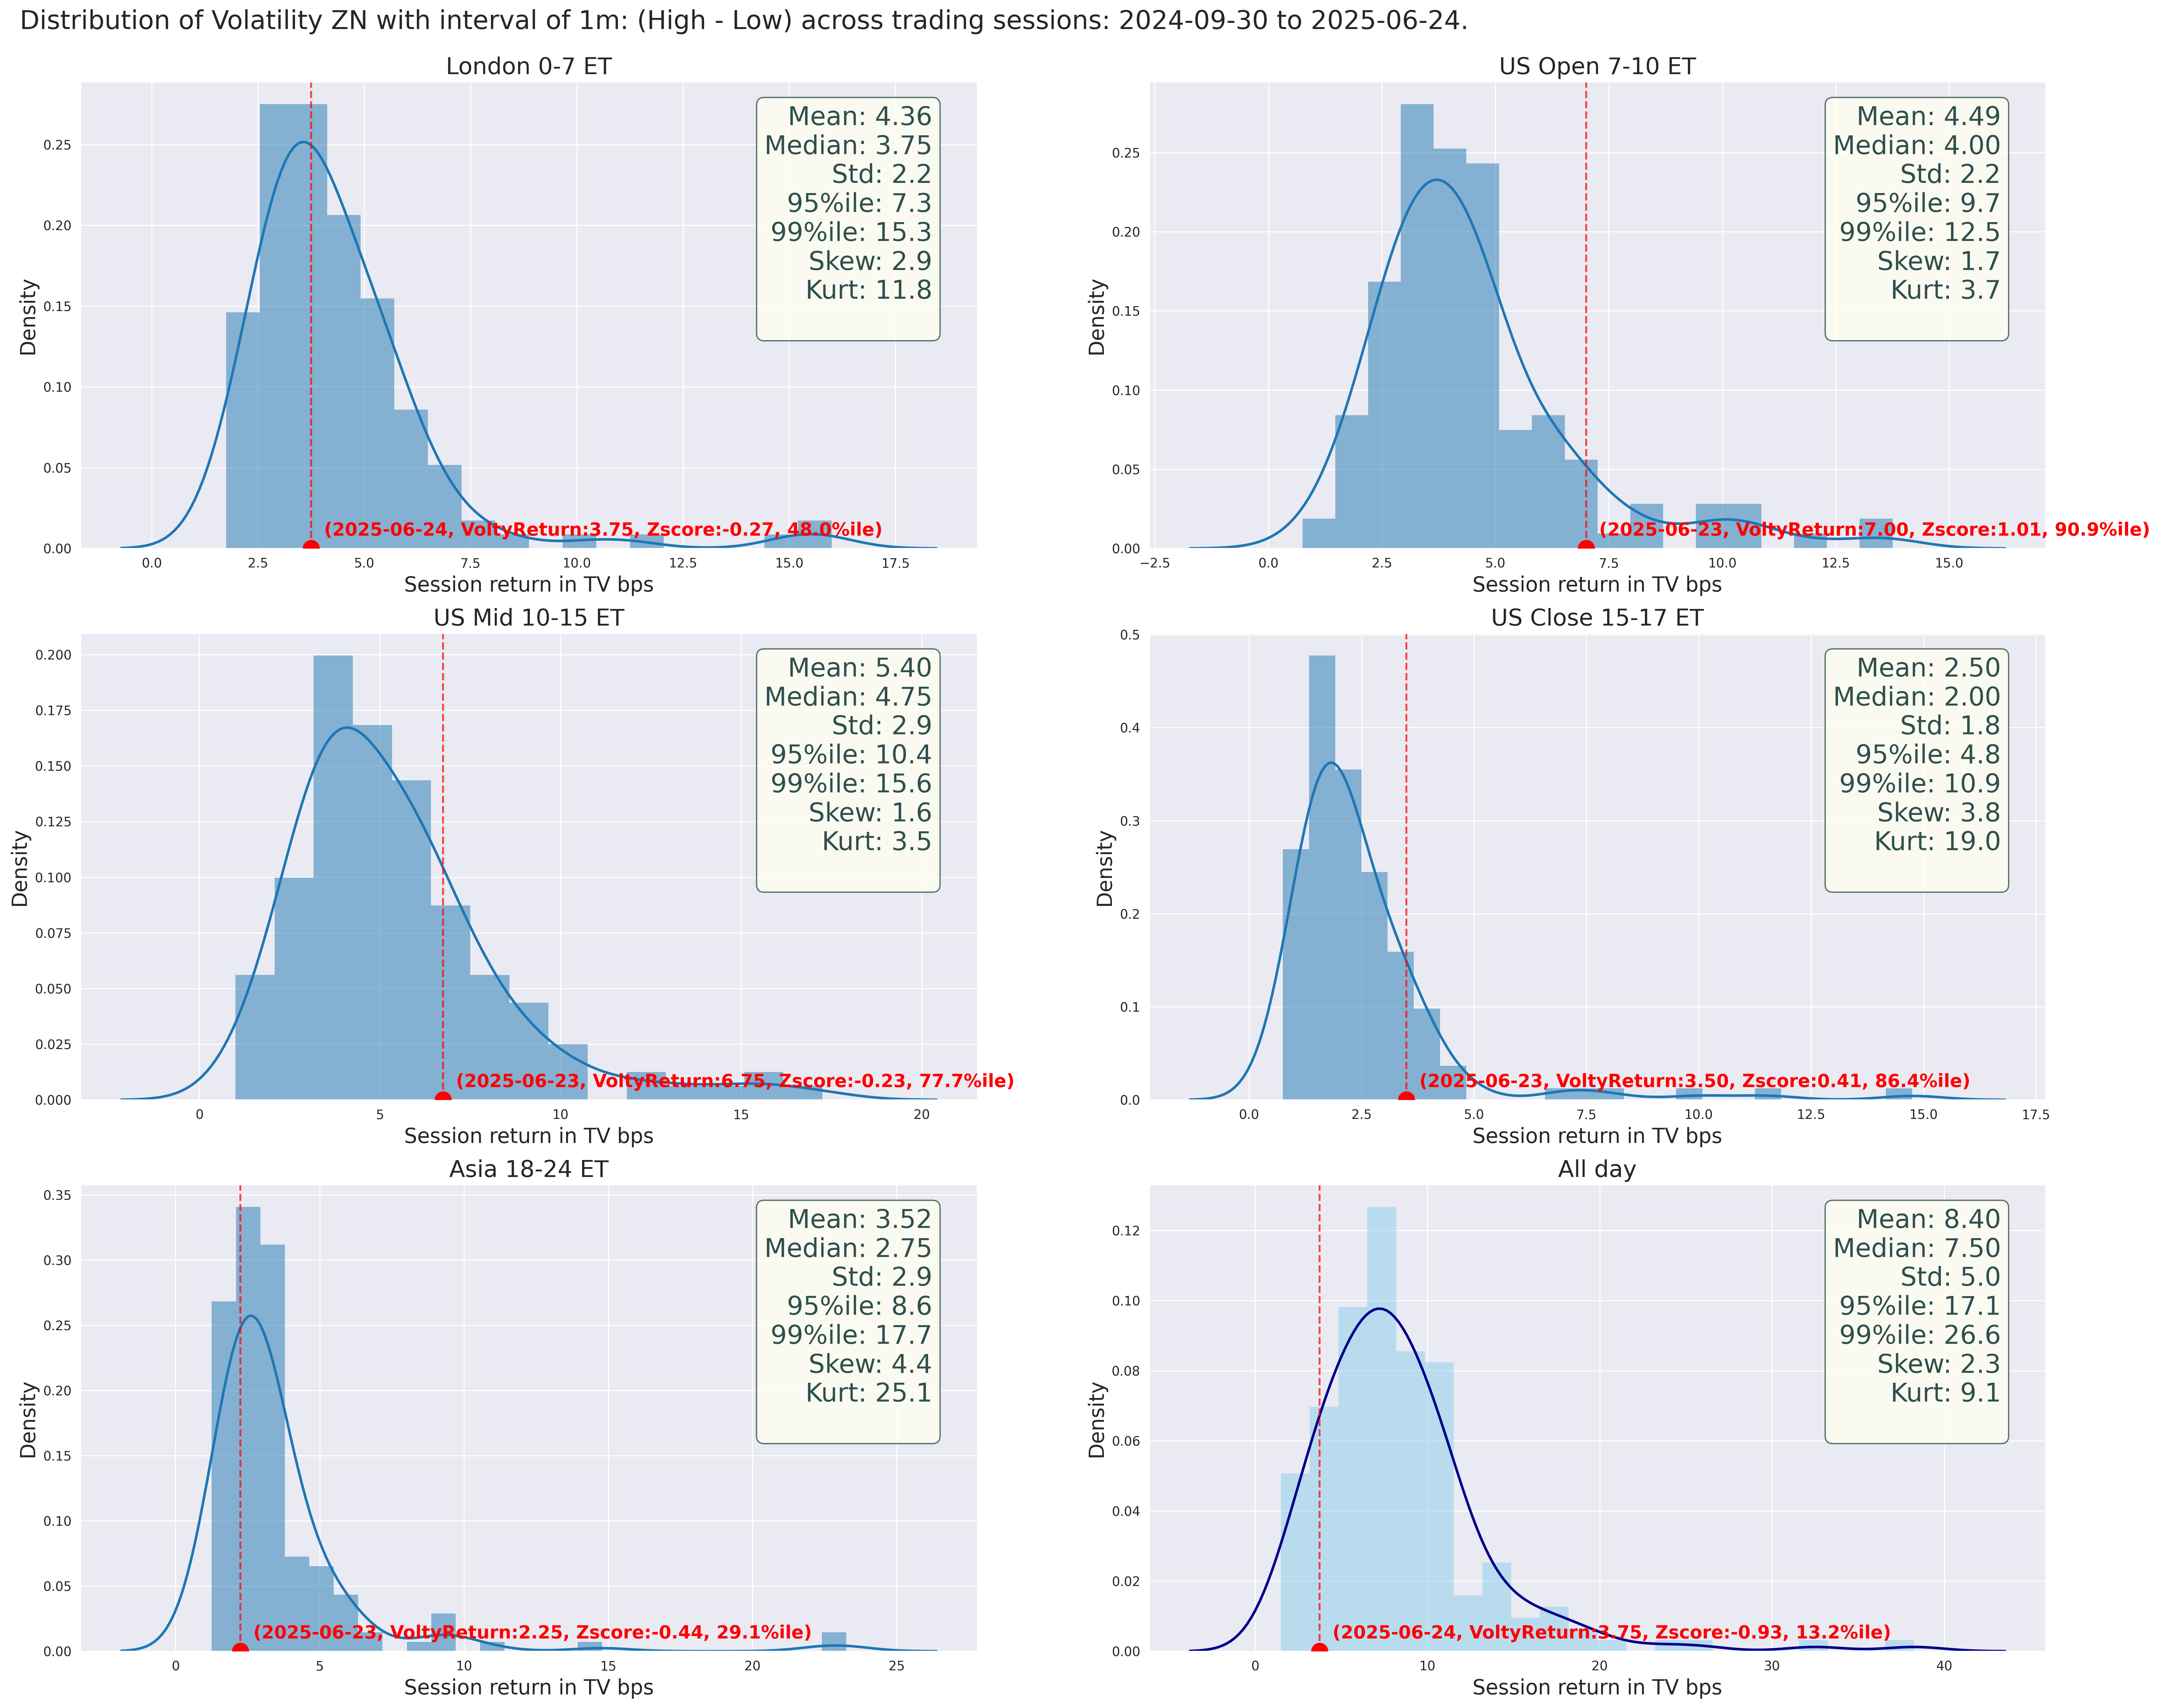 Distribution of Volatility ZN with interval of 1m: (High - Low) across trading sessions: 2024-09-30 to 2025-06-24.
London 0-7 ET
Mean: 4.36
Median: 3.75
Std: 2.2
95%ile: 7.3
99%ile: 15.3
Skew: 2.9
Kurt: 11.8
Density
0.25
0.20
0.15
0.10
0.05
0.00
(2025-06-24, VoltyReturn:3.75, Zscore:-0.27, 48.0%ile)
0.0 2.5 5.0 7.5 10.0 12.5 15.0 17.5
Session return in TV bps
US Open 7-10 ET
Mean: 4.49
Median: 4.00
Std: 2.2
95%ile: 9.7
99%ile: 12.5
Skew: 1.7
Kurt: 3.7
Density
0.25
0.20
0.15
0.10
0.05
0.00
(2025-06-23, VoltyReturn:7.00, Zscore:1.01, 90.9%ile)
−2.5 0.0 2.5 5.0 7.5 10.0 12.5 15.0
Session return in TV bps
US Mid 10-15 ET
Mean: 5.40
Median: 4.75
Std: 2.9
95%ile: 10.4
99%ile: 15.6
Skew: 1.6
Kurt: 3.5
Density
0.200
0.175
0.150
0.125
0.100
0.075
0.050
0.025
0.000
(2025-06-23, VoltyReturn:6.75, Zscore:-0.23, 77.7%ile)
0 5 10 15 20
Session return in TV bps
US Close 15-17 ET
Mean: 2.50
Median: 2.00
Std: 1.8
95%ile: 4.8
99%ile: 10.9
Skew: 3.8
Kurt: 19.0
Density
0.5
0.4
0.3
0.2
0.1
0.0
(2025-06-23, VoltyReturn:3.50, Zscore:0.41, 86.4%ile)
0.0 2.5 5.0 7.5 10.0 12.5 15.0 17.5
Session return in TV bps
Asia 18-24 ET
Mean: 3.52
Median: 2.75
Std: 2.9
95%ile: 8.6
99%ile: 17.7
Skew: 4.4
Kurt: 25.1
Density
0.35
0.30
0.25
0.20
0.15
0.10
0.05
0.00
(2025-06-23, VoltyReturn:2.25, Zscore:-0.44, 29.1%ile)
0 5 10 15 20 25
Session return in TV bps
All day
Mean: 8.40
Median: 7.50
Std: 5.0
95%ile: 17.1
99%ile: 26.6
Skew: 2.3
Kurt: 9.1
Density
0.12
0.10
0.08
0.06
0.04
0.02
0.00
(2025-06-24, VoltyReturn:3.75, Zscore:-0.93, 13.2%ile)
0 10 20 30 40
Session return in TV bps